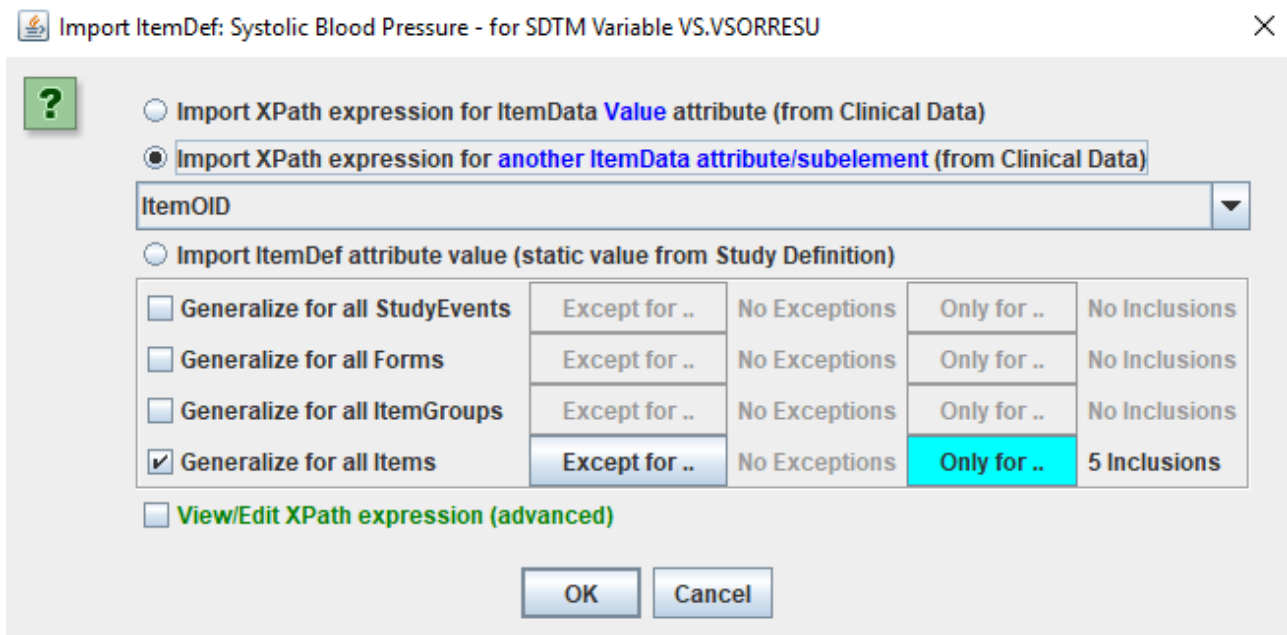 Import ItemDef: Systolic Blood Pressure - for SDTM Variable VS.VSORRESU
?
Import XPath expression for ItemData Value attribute (from Clinical Data)
Import XPath expression for another ItemData attribute/subelement (from Clinical Data)
ItemOID
Import ItemDef attribute value (static value from Study Definition)
Generalize for all StudyEvents Except for .. No Exceptions Only for .. No Inclusions
Generalize for all Forms Except for .. No Exceptions Only for .. No Inclusions
Generalize for all ItemGroups Except for .. No Exceptions Only for .. No Inclusions
Generalize for all Items Except for .. No Exceptions Only for .. 5 Inclusions
View/Edit XPath expression (advanced)
OK Cancel